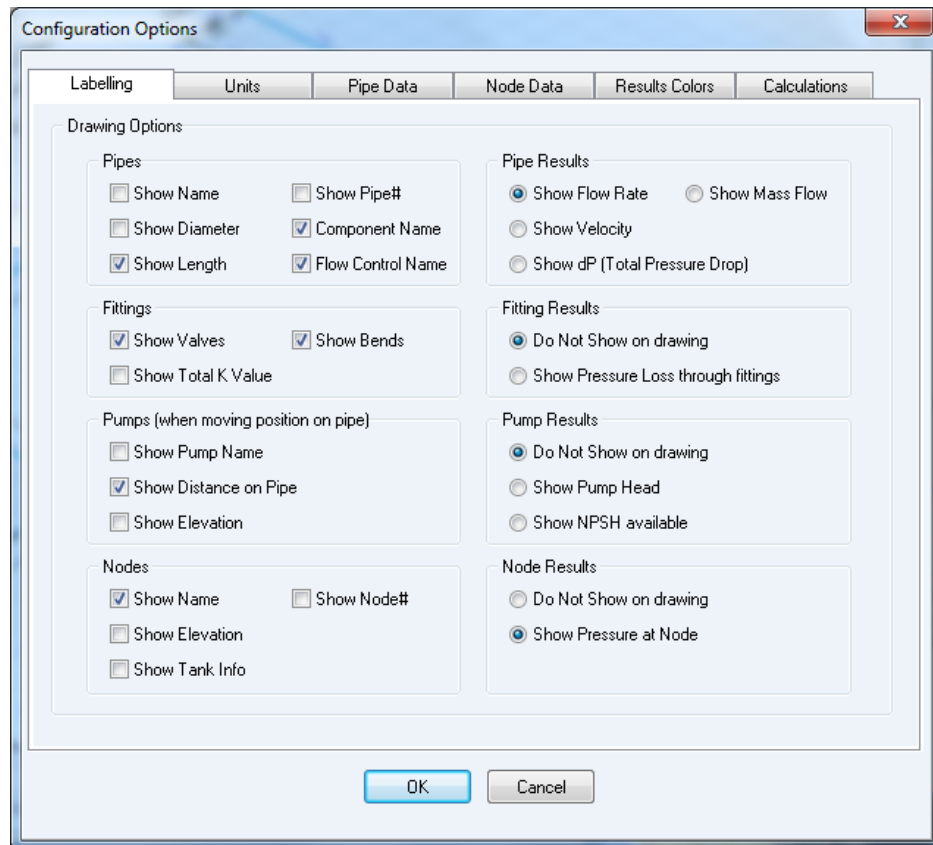 Configuration Options
Labelling Units Pipe Data Node Data Results Colors Calculations
Drawing Options
Pipes
Show Name Show Pipe#
Show Diameter Component Name
Show Length Flow Control Name
Pipe Results
Show Flow Rate Show Mass Flow
Show Velocity
Show dP (Total Pressure Drop)
Fittings
Show Valves Show Bends
Show Total K Value
Fitting Results
Do Not Show on drawing
Show Pressure Loss through fittings
Pumps (when moving position on pipe)
Show Pump Name
Show Distance on Pipe
Show Elevation
Pump Results
Do Not Show on drawing
Show Pump Head
Show NPSH available
Nodes
Show Name Show Node#
Show Elevation
Show Tank Info
Node Results
Do Not Show on drawing
Show Pressure at Node
OK Cancel